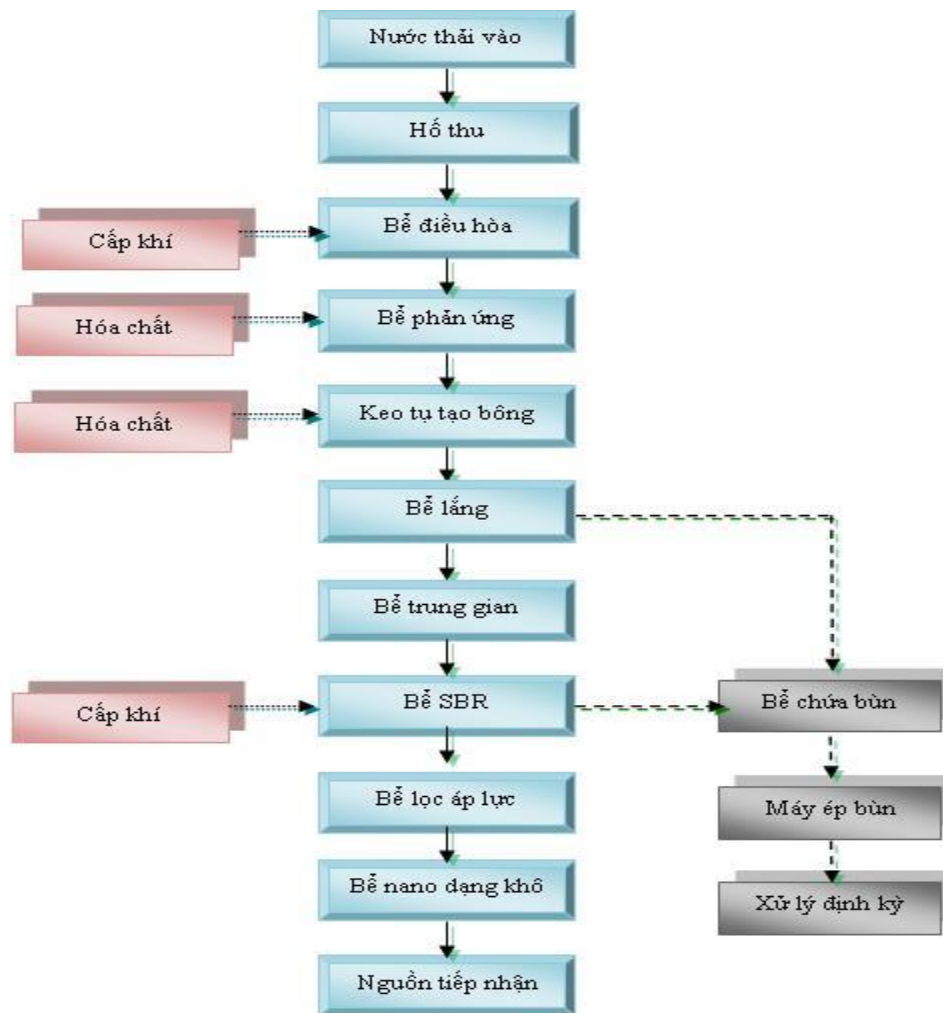 Nước thải vào
Hố thu
Bể điều hòa
Cấp khí
Bể phản ứng
Hóa chất
Keo tụ tạo bông
Hóa chất
Bể lắng
Bể trung gian
Bể SBR
Cấp khí
Bể chứa bùn
Bể lọc áp lực
Máy ép bùn
Bể nano dạng khô
Xử lý định kỳ
Nguồn tiếp nhận